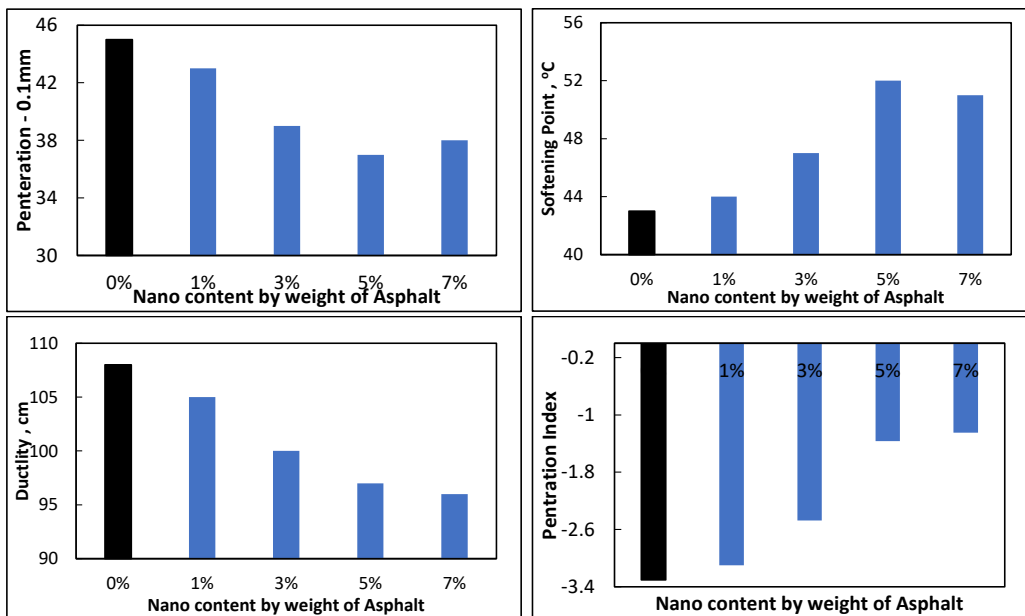 Penteration - 0.1mm
46
42
38
34
30
0% 1% 3% 5% 7%
Nano content by weight of Asphalt
Softening Point , °C
56
52
48
44
40
0% 1% 3% 5% 7%
Nano content by weight of Asphalt
Ductlity , cm
110
105
100
95
90
0% 1% 3% 5% 7%
Nano content by weight of Asphalt
Pentration Index
-0.2
-1
-1.8
-2.6
-3.4
1% 3% 5% 7%
Nano content by weight of Asphalt